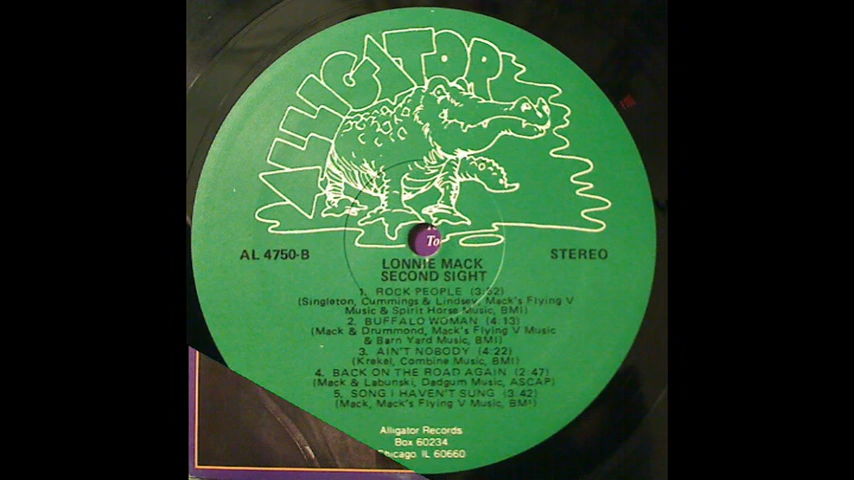 ALLIGATOR
To
AL 4750-B
STEREO
LONNIE MACK
SECOND SIGHT
1. ROCK PEOPLE (3:52)
(Singleton, Cummings & Lindsey, Mack's Flying V
Music & Spirit Horse Music, BMI)
2. BUFFALO WOMAN (4:13)
(Mack & Drummond, Mack's Flying V Music
& Barn Yard Music, BMI)
3. AIN'T NOBODY (4:22)
(Krekel, Combine Music, BMI)
4. BACK ON THE ROAD AGAIN (2:47)
(Mack & Labunski, Dadgum Music, ASCAP)
5. SONG I HAVEN'T SUNG (3:42)
(Mack, Mack's Flying V Music, BMI)
Alligator Records
Box 60234
Chicago, IL 60660